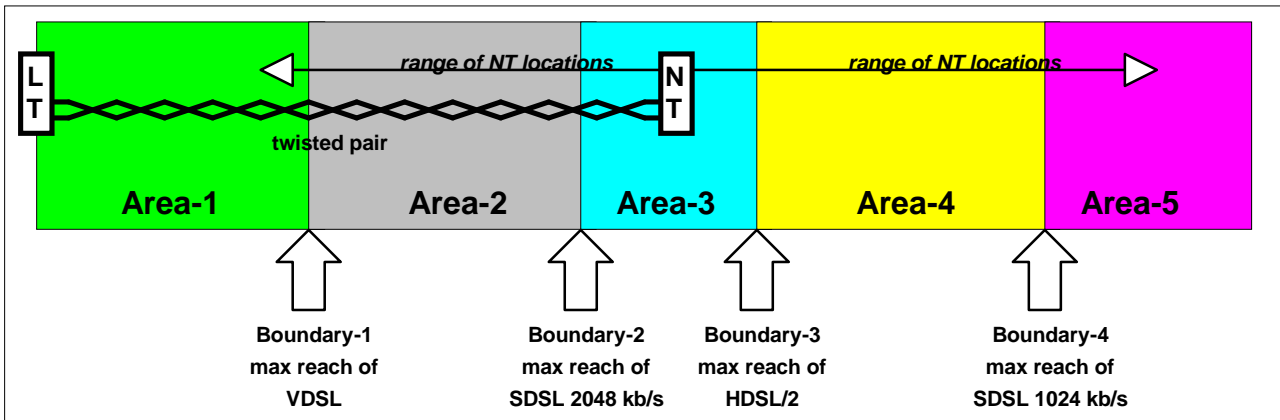 range of NT locations range of NT locations
L
T
N
T
twisted pair
Area-1 Area-2 Area-3 Area-4 Area-5
Boundary-1
max reach of
VDSL
Boundary-2
max reach of
SDSL 2048 kb/s
Boundary-3
max reach of
HDSL/2
Boundary-4
max reach of
SDSL 1024 kb/s